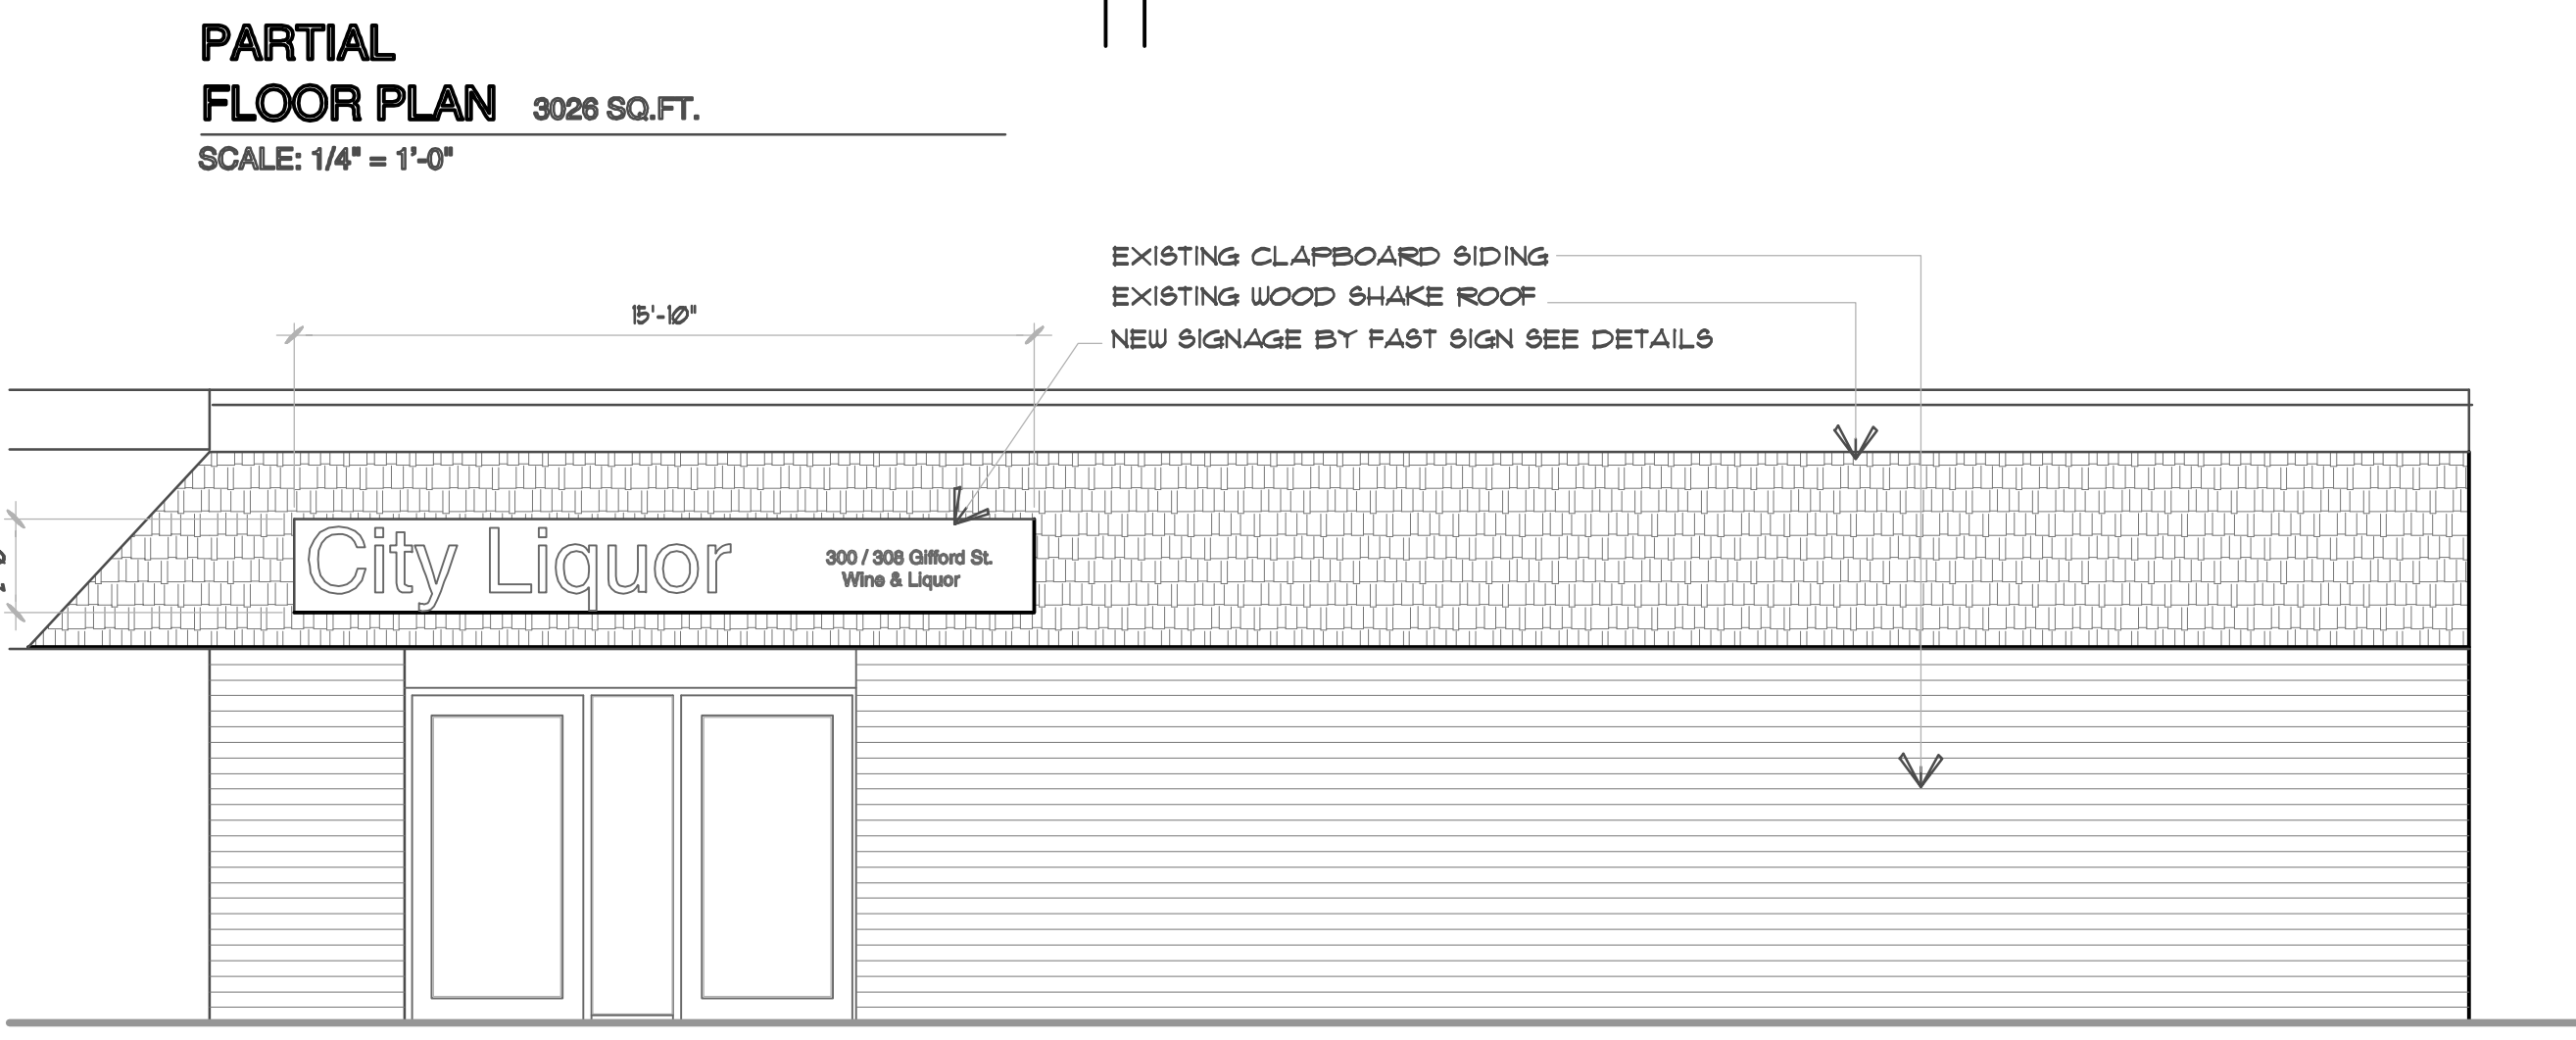 PARTIAL
FLOOR PLAN 3026 SQ.FT.
SCALE: 1/4" = 1'-0"
EXISTING CLAPBOARD SIDING
EXISTING WOOD SHAKE ROOF
NEW SIGNAGE BY FAST SIGN SEE DETAILS
15'-10"
City Liquor
300 / 308 Gifford St.
Wine & Liquor